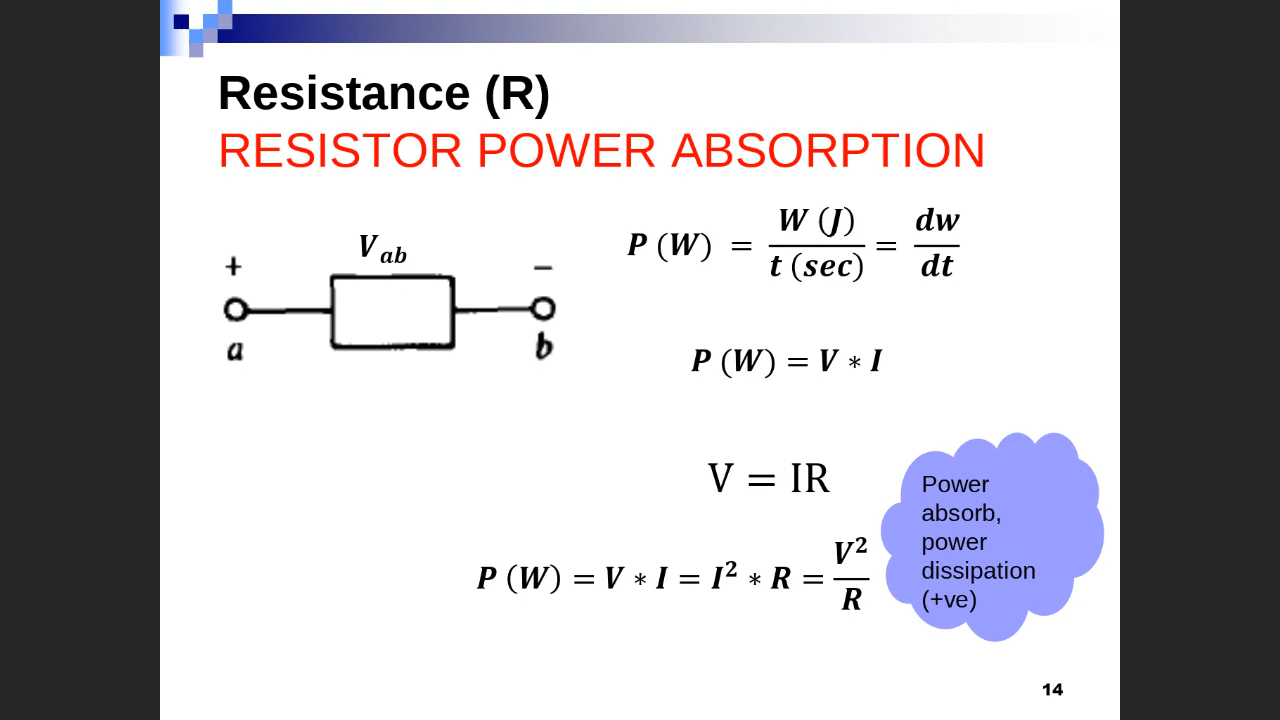 Resistance (R)
RESISTOR POWER ABSORPTION
V_ab
+ −
a b
P (W) = W (J) / t (sec) = dw / dt
P (W) = V ∗ I
V = IR
P (W) = V ∗ I = I² ∗ R = V² / R
Power
absorb,
power
dissipation
(+ve)
14